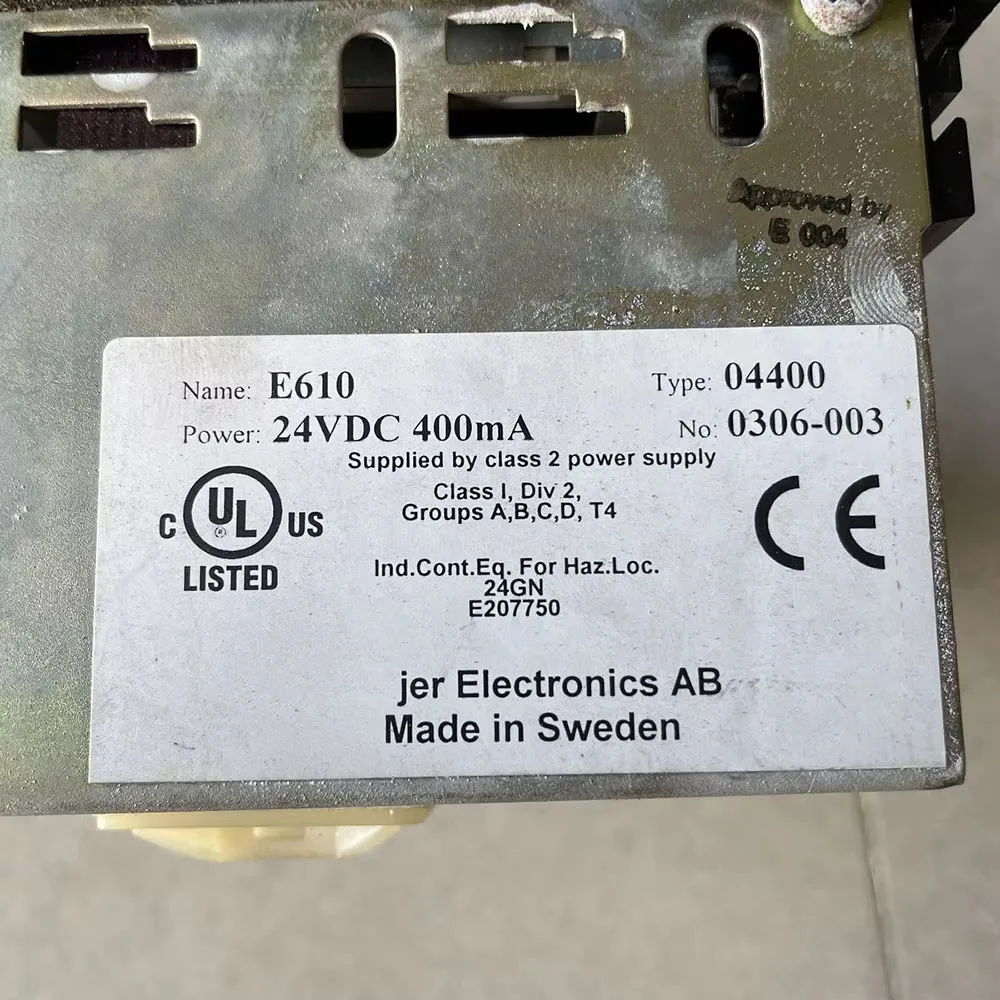 Approved by
E 004
Name: E610 Type: 04400
Power: 24VDC 400mA No: 0306-003
Supplied by class 2 power supply
Class I, Div 2,
Groups A,B,C,D, T4
C UL ® US
LISTED
CE
Ind.Cont.Eq. For Haz.Loc.
24GN
E207750
jer Electronics AB
Made in Sweden